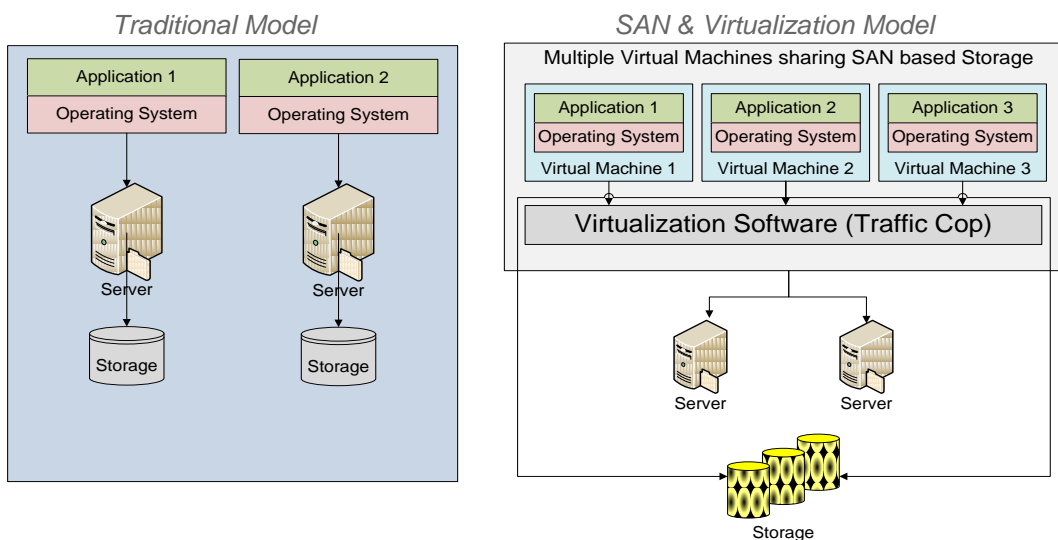 Traditional Model
Application 1
Operating System
Application 2
Operating System
Server
Server
Storage
Storage
SAN & Virtualization Model
Multiple Virtual Machines sharing SAN based Storage
Application 1
Operating System
Virtual Machine 1
Application 2
Operating System
Virtual Machine 2
Application 3
Operating System
Virtual Machine 3
Virtualization Software (Traffic Cop)
Server
Server
Storage